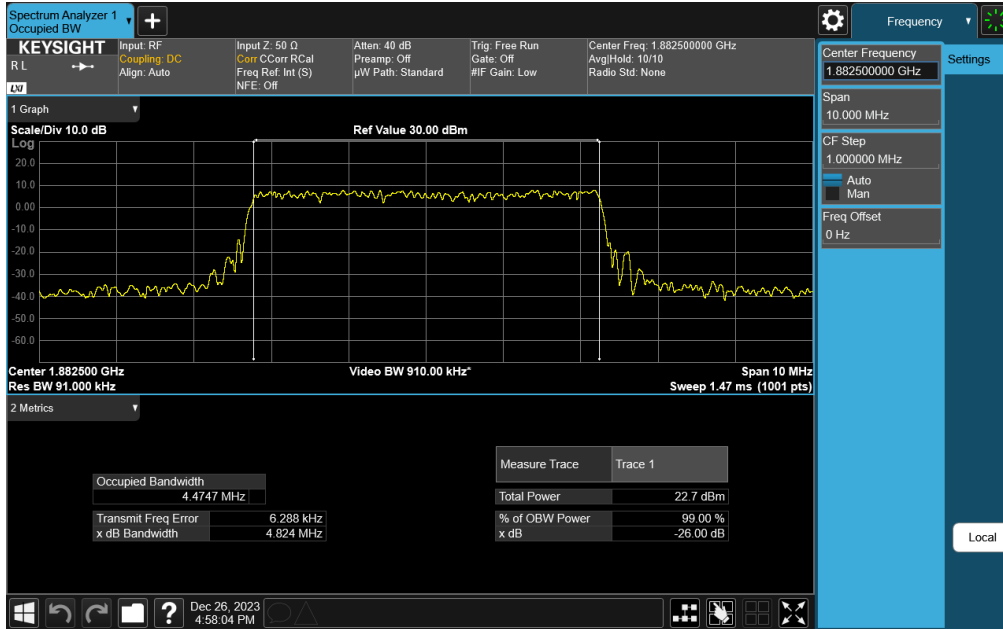 Spectrum Analyzer 1
Occupied BW
+
Frequency
KEYSIGHT
R L
LXI
Input: RF
Coupling: DC
Align: Auto
Input Z: 50 Ω
Corr CCorr RCal
Freq Ref: Int (S)
NFE: Off
Atten: 40 dB
Preamp: Off
µW Path: Standard
Trig: Free Run
Gate: Off
#IF Gain: Low
Center Freq: 1.882500000 GHz
Avg|Hold: 10/10
Radio Std: None
Center Frequency
1.882500000 GHz
Settings
Span
10.000 MHz
CF Step
1.000000 MHz
Auto
Man
Freq Offset
0 Hz
Local
1 Graph
Scale/Div 10.0 dB
Ref Value 30.00 dBm
Log
20.0
10.0
0.00
-10.0
-20.0
-30.0
-40.0
-50.0
-60.0
Center 1.882500 GHz
Video BW 910.00 kHz*
Span 10 MHz
Res BW 91.000 kHz
Sweep 1.47 ms (1001 pts)
2 Metrics
Measure Trace Trace 1
Occupied Bandwidth
4.4747 MHz
Total Power 22.7 dBm
Transmit Freq Error 6.288 kHz
% of OBW Power 99.00 %
x dB Bandwidth 4.824 MHz
x dB -26.00 dB
?
Dec 26, 2023
4:58:04 PM